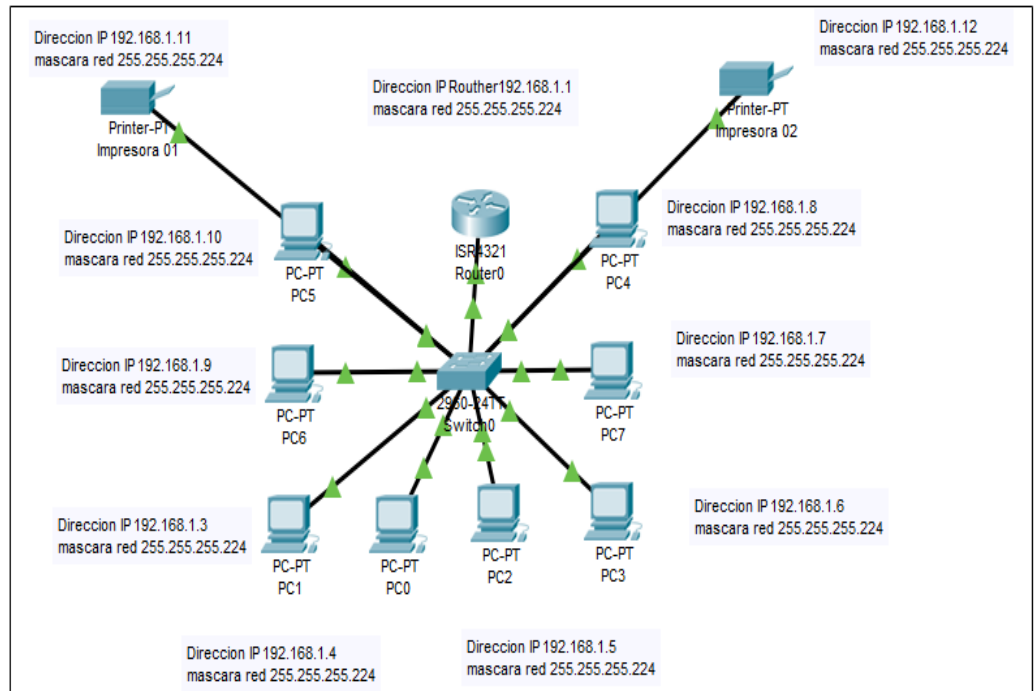 Direccion IP 192.168.1.11
mascara red 255.255.255.224
Printer-PT
Impresora 01
Direccion IP Routher192.168.1.1
mascara red 255.255.255.224
Direccion IP 192.168.1.12
mascara red 255.255.255.224
Printer-PT
Impresora 02
Direccion IP 192.168.1.10
mascara red 255.255.255.224
PC-PT
PC5
ISR4321
Router0
Direccion IP 192.168.1.8
mascara red 255.255.255.224
PC-PT
PC4
Direccion IP 192.168.1.9
mascara red 255.255.255.224
PC-PT
PC6
2950-24TT
Switch0
Direccion IP 192.168.1.7
mascara red 255.255.255.224
PC-PT
PC7
Direccion IP 192.168.1.3
mascara red 255.255.255.224
PC-PT
PC1
PC-PT
PC0
PC-PT
PC2
PC-PT
PC3
Direccion IP 192.168.1.6
mascara red 255.255.255.224
Direccion IP 192.168.1.4
mascara red 255.255.255.224
Direccion IP 192.168.1.5
mascara red 255.255.255.224